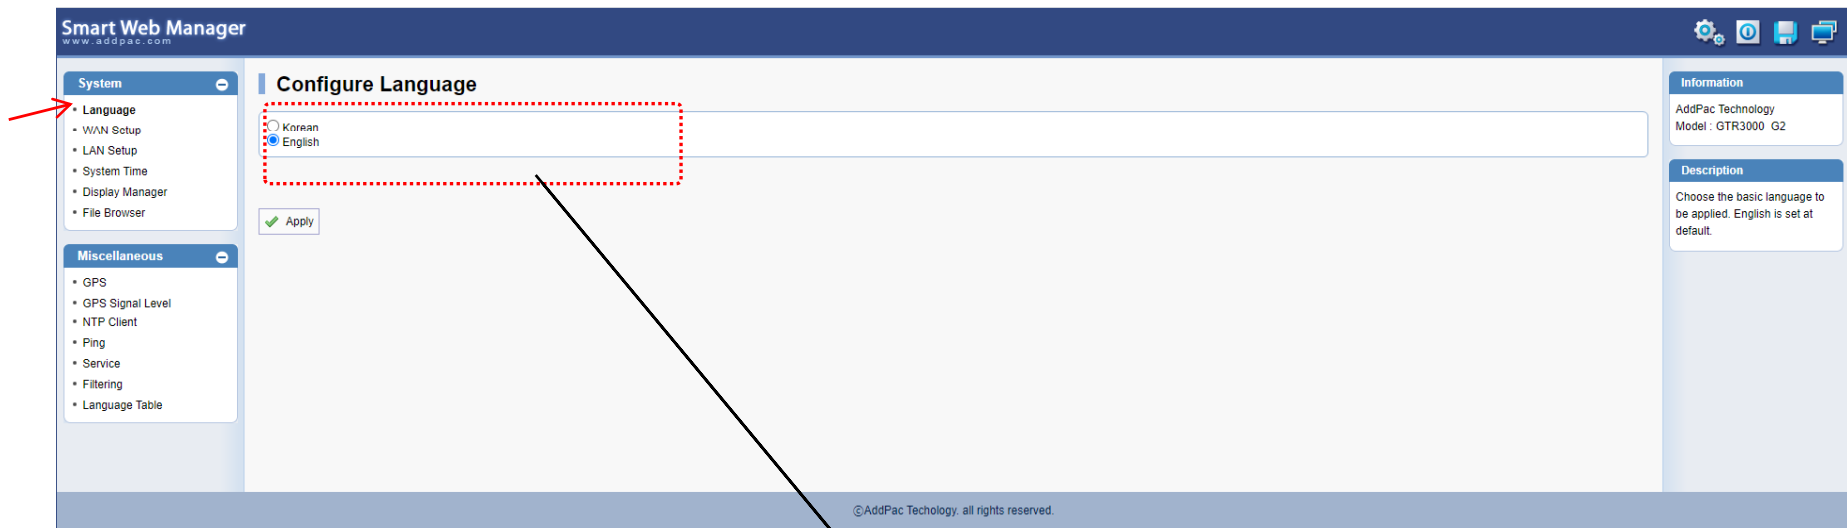 Smart Web Manager
www.addpac.com
System
Language
WAN Setup
LAN Setup
System Time
Display Manager
File Browser
Miscellaneous
GPS
GPS Signal Level
NTP Client
Ping
Service
Filtering
Language Table
Configure Language
Korean
English
Apply
Information
AddPac Technology
Model : GTR3000 G2
Description
Choose the basic language to
be applied. English is set at
default.
ⓒAddPac Techology. all rights reserved.